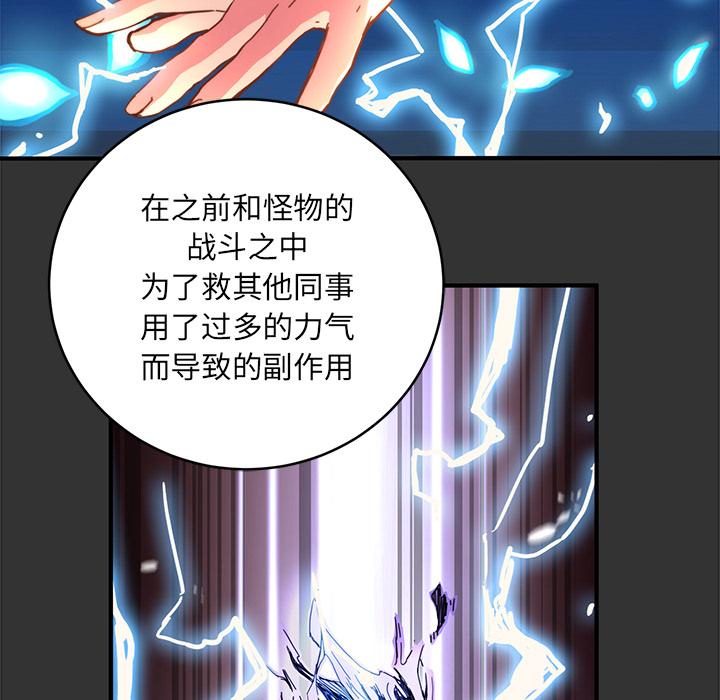 在之前和怪物的
战斗之中
为了救其他同事
用了过多的力气
而导致的副作用